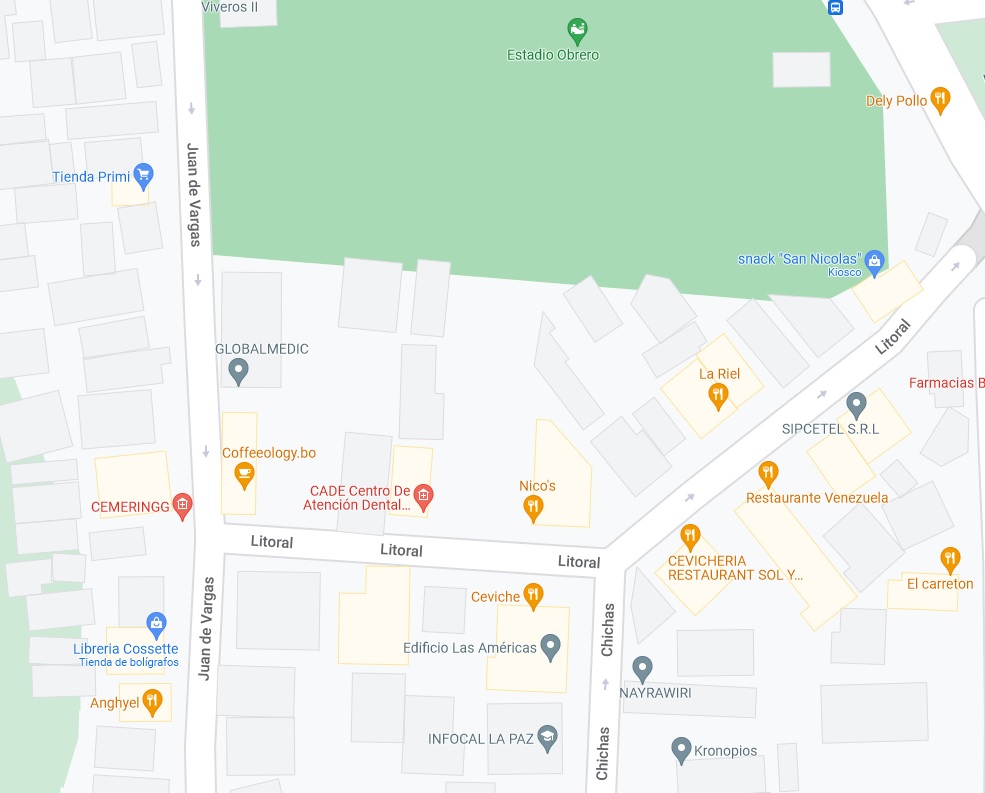 Viveros II
Estadio Obrero
Dely Pollo
Juan de Vargas
Tienda Primi
snack "San Nicolas"
Kiosco
Litoral
GLOBALMEDIC
La Riel
Farmacias B
SIPCETEL S.R.L
Coffeeology.bo
CADE Centro De
Atención Dental...
Nico's
Restaurante Venezuela
CEMERINGG
Litoral
Litoral
Litoral
CEVICHERIA
RESTAURANT SOL Y...
El carreton
Ceviche
Juan de Vargas
Chichas
Libreria Cossette
Tienda de bolígrafos
Edificio Las Américas
NAYRAWIRI
Anghyel
INFOCAL LA PAZ
Chichas
Kronopios